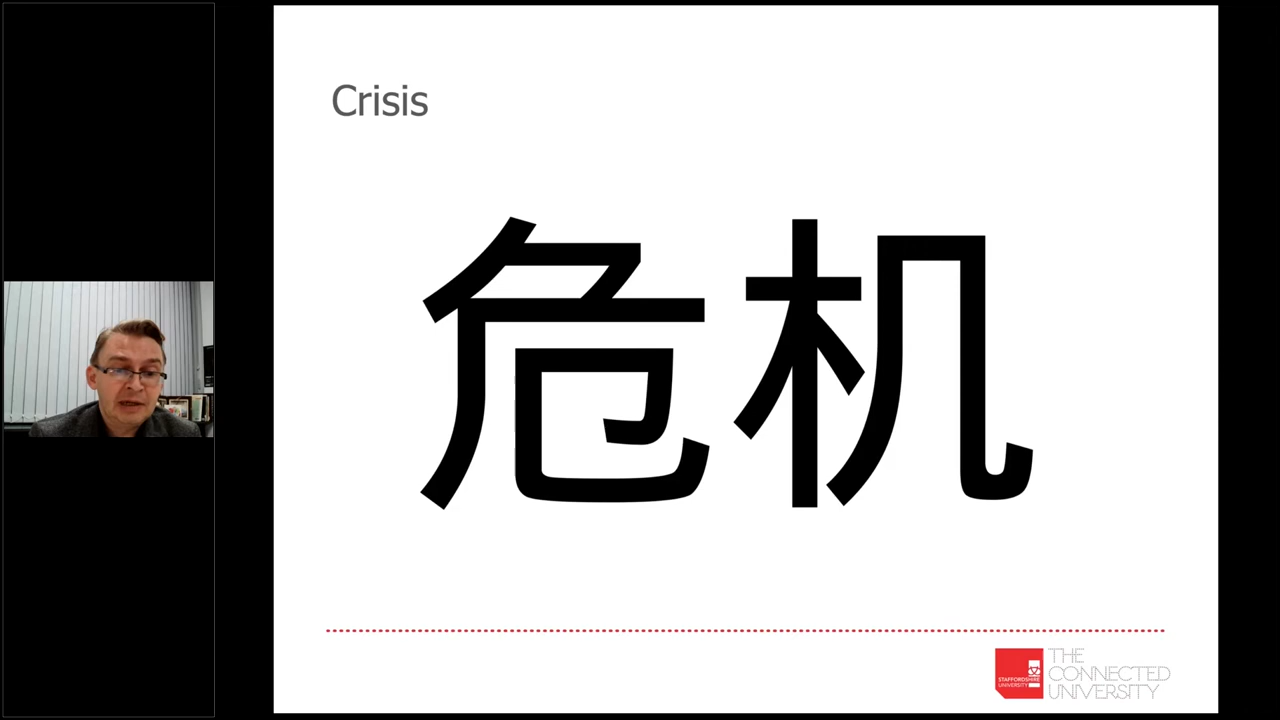 Crisis
危机
STAFFORDSHIRE
UNIVERSITY
THE
CONNECTED
UNIVERSITY